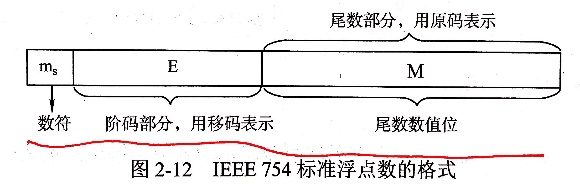 尾数部分，用原码表示
mₛ E M
数符 阶码部分，用移码表示 尾数数值位
图 2-12 IEEE 754 标准浮点数的格式